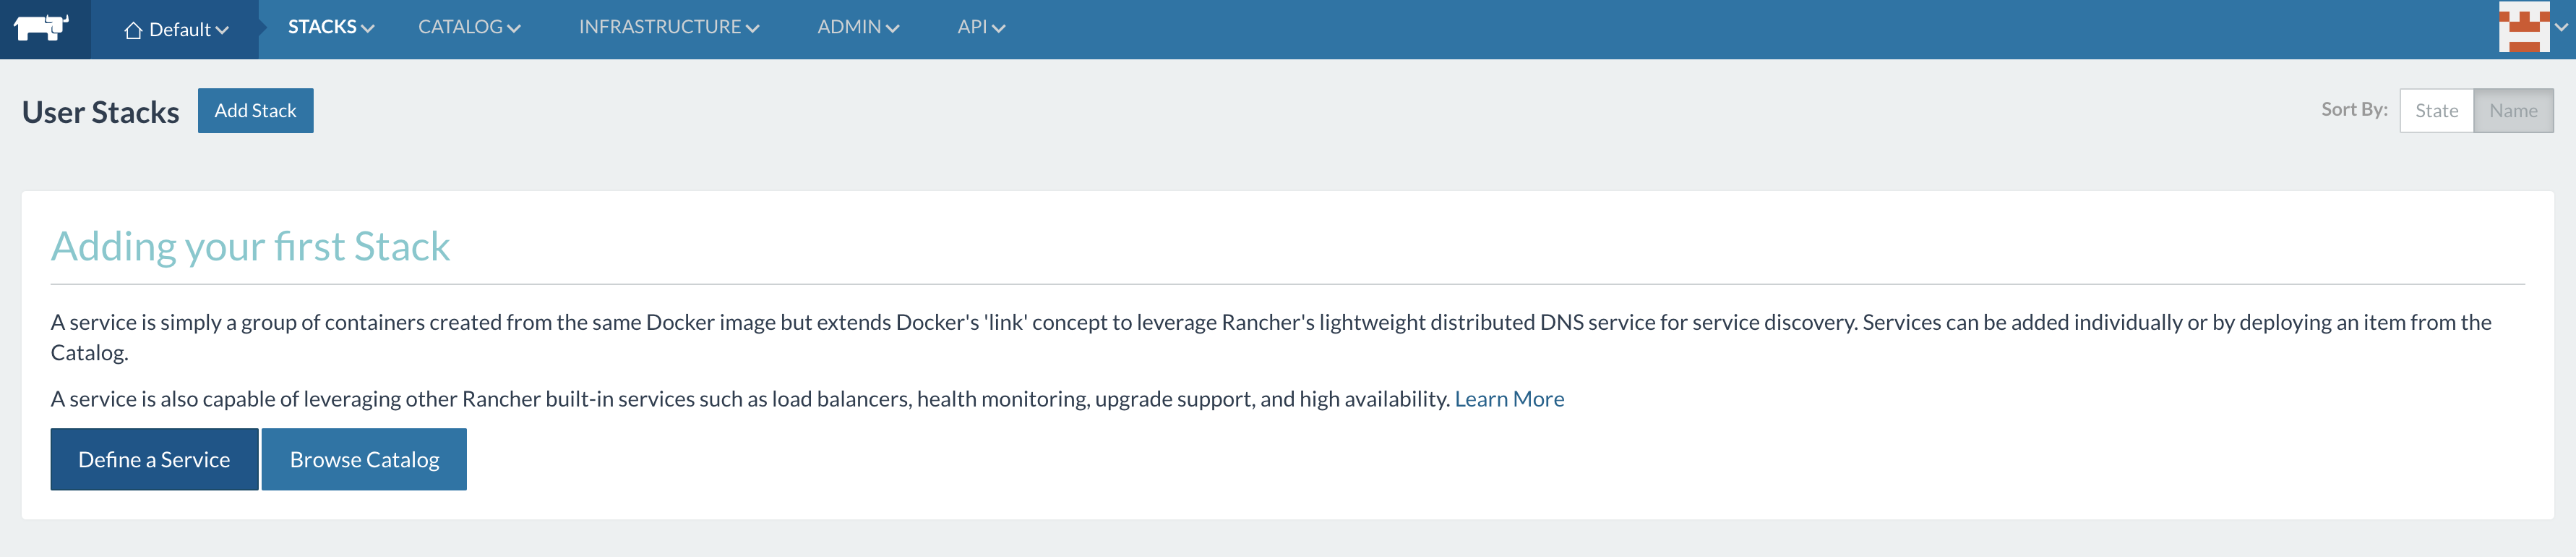 Default STACKS CATALOG INFRASTRUCTURE ADMIN API
User Stacks Add Stack Sort By: State Name
Adding your first Stack
A service is simply a group of containers created from the same Docker image but extends Docker's 'link' concept to leverage Rancher's lightweight distributed DNS service for service discovery. Services can be added individually or by deploying an item from the
Catalog.
A service is also capable of leveraging other Rancher built-in services such as load balancers, health monitoring, upgrade support, and high availability. Learn More
Define a Service Browse Catalog